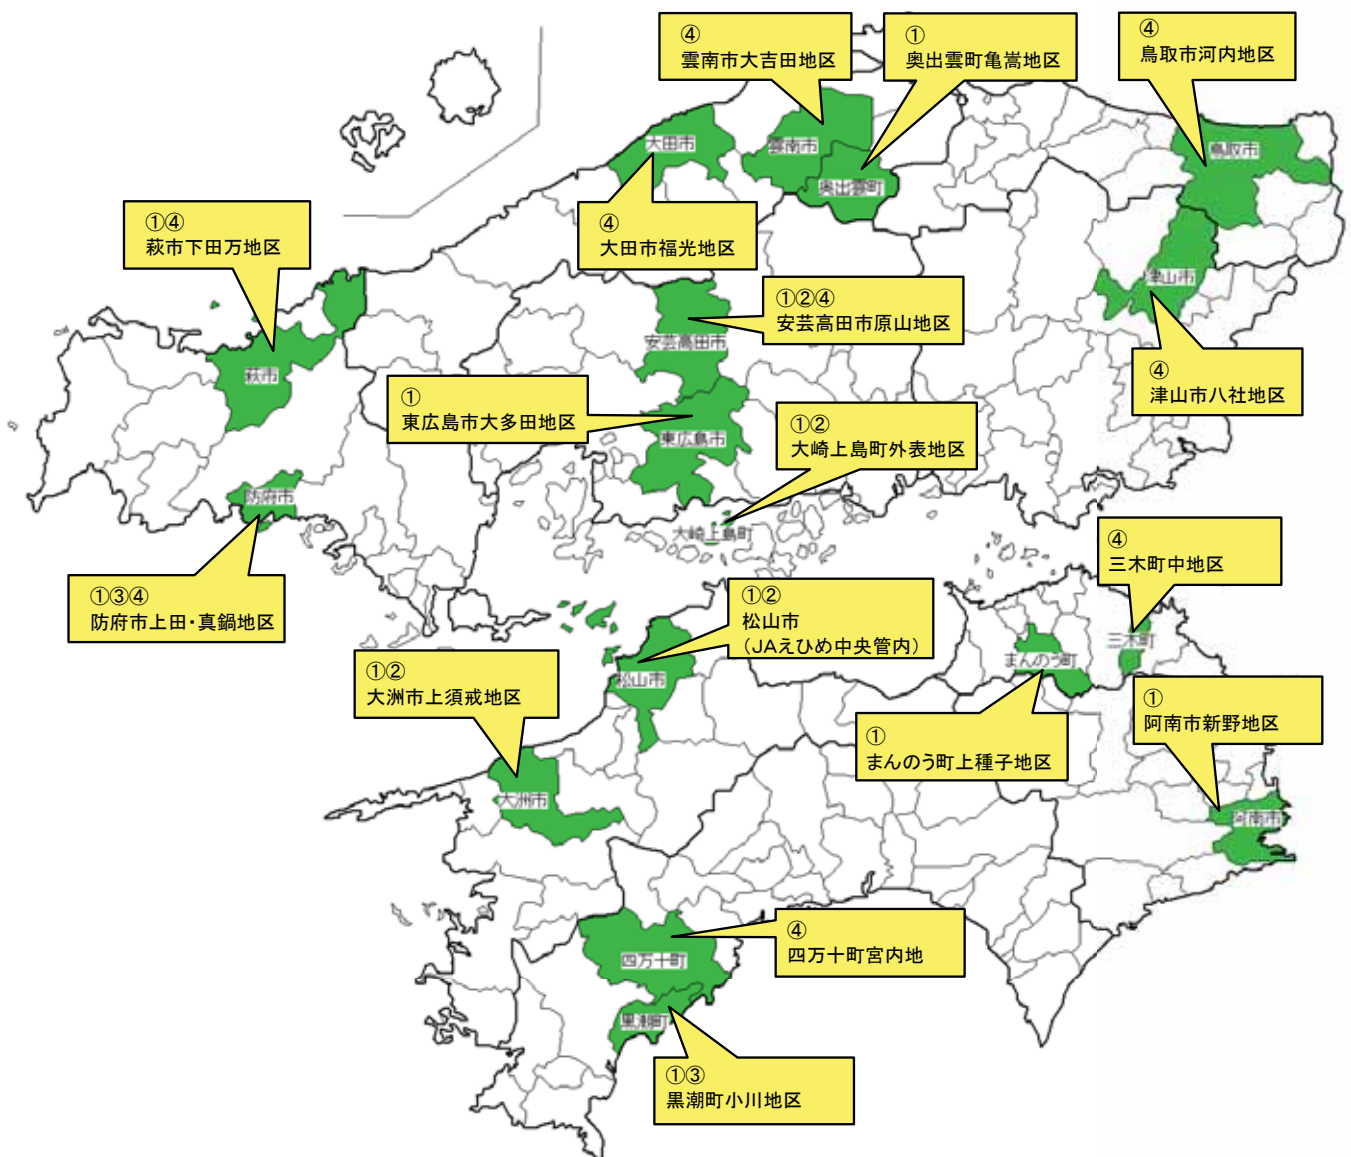 ④
雲南市大吉田地区
①
奥出雲町亀嵩地区
④
鳥取市河内地区
大田市
雲南市
奥出雲町
鳥取市
①④
萩市下田万地区
④
大田市福光地区
①②④
安芸高田市原山地区
津山市
安芸高田市
萩市
①
東広島市大多田地区
④
津山市八社地区
東広島市
①②
大崎上島町外表地区
防府市
大崎上島町
④
三木町中地区
①③④
防府市上田・真鍋地区
①②
松山市
（JAえひめ中央管内）
三木町
まんのう町
松山市
①②
大洲市上須戒地区
①
阿南市新野地区
①
まんのう町上種子地区
大洲市
阿南市
④
四万十町宮内地
四万十町
黒潮町
①③
黒潮町小川地区